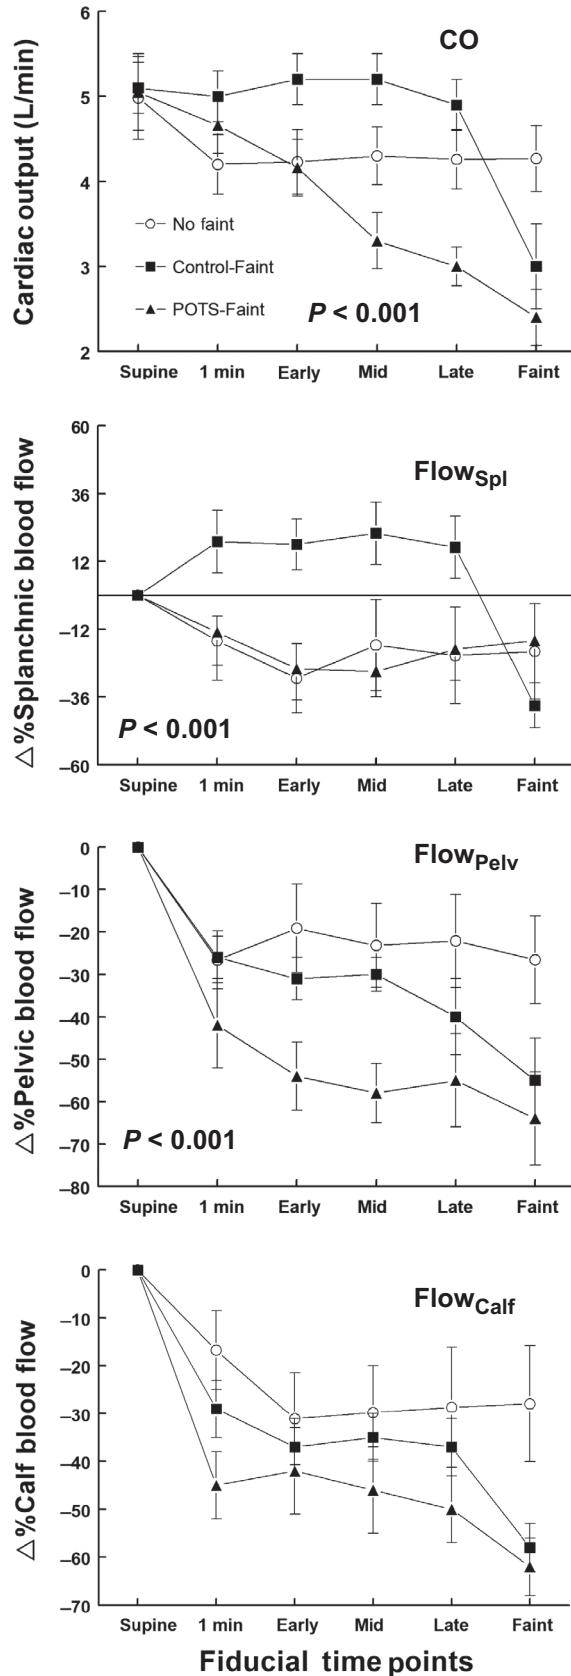 6
5
4
3
2
Cardiac output (L/min)
CO
No faint
Control-Faint
POTS-Faint
P < 0.001
Supine 1 min Early Mid Late Faint
60
36
12
–12
–36
–60
△%Splanchnic blood flow
FlowSpl
P < 0.001
Supine 1 min Early Mid Late Faint
0
–10
–20
–30
–40
–50
–60
–70
–80
△%Pelvic blood flow
FlowPelv
P < 0.001
Supine 1 min Early Mid Late Faint
0
–10
–20
–30
–40
–50
–60
–70
△%Calf blood flow
FlowCalf
Supine 1 min Early Mid Late Faint
Fiducial time points